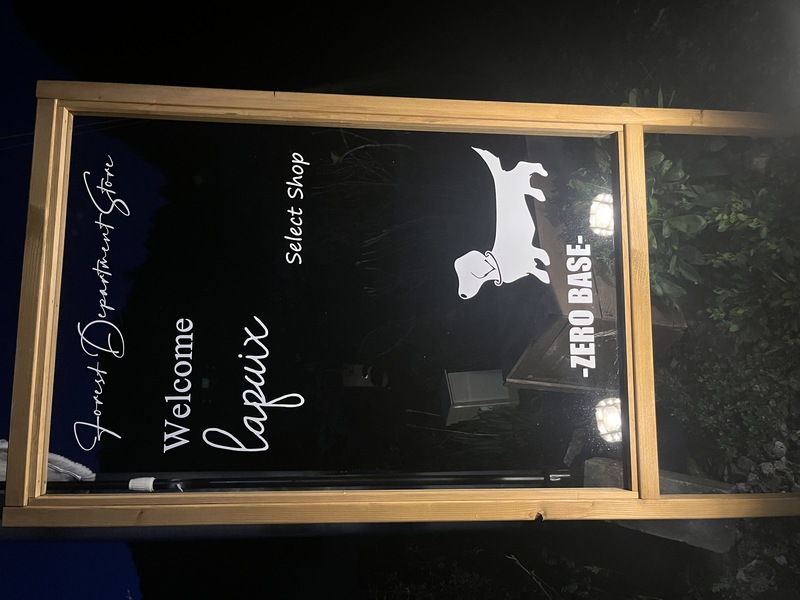 Forest Department Store
Welcome
lapuix
Select Shop
-ZERO BASE-